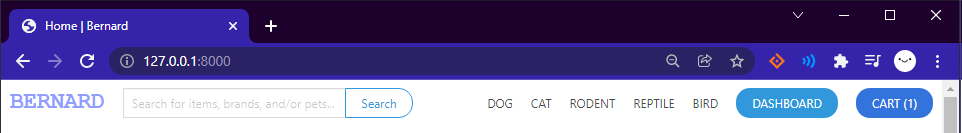 Home | Bernard
127.0.0.1:8000
BERNARD Search for items, brands, and/or pets... Search DOG CAT RODENT REPTILE BIRD DASHBOARD CART (1)